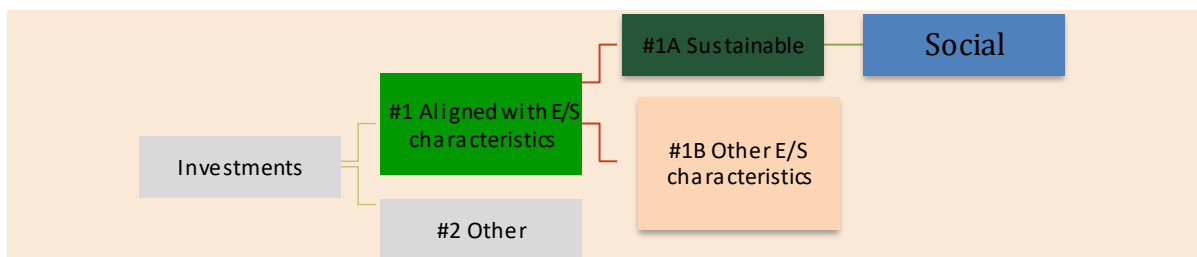 #1A Sustainable
Social
#1 Aligned with E/S
characteristics
#1B Other E/S
characteristics
Investments
#2 Other